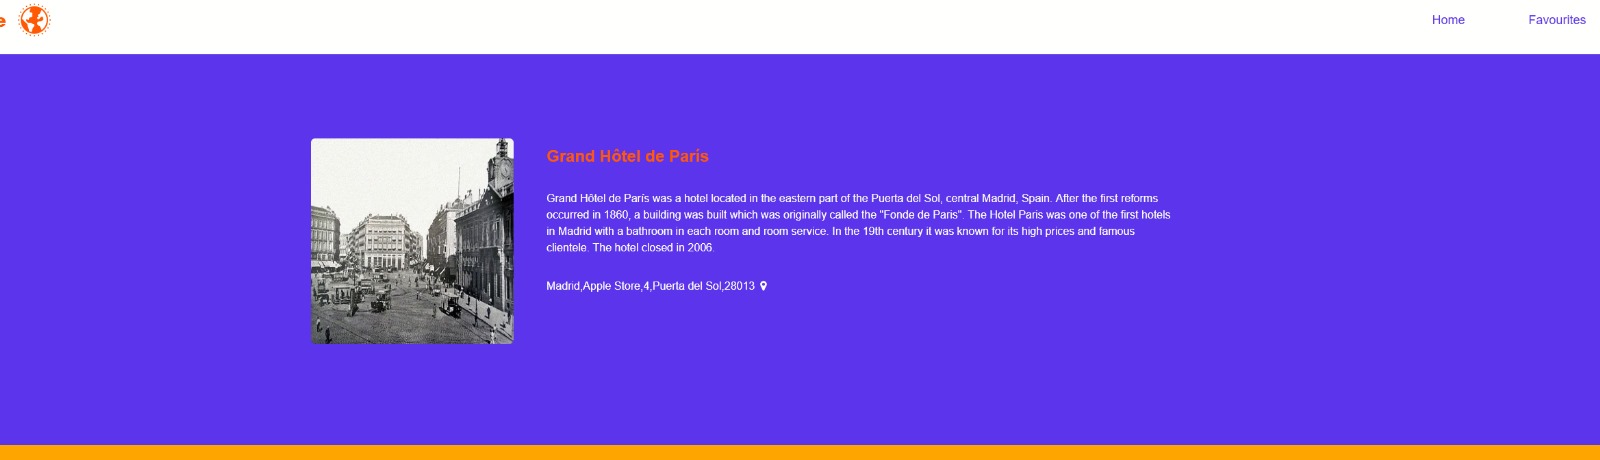 e
Home
Favourites
Grand Hôtel de París
Grand Hôtel de París was a hotel located in the eastern part of the Puerta del Sol, central Madrid, Spain. After the first reforms
occurred in 1860, a building was built which was originally called the "Fonde de Paris". The Hotel Paris was one of the first hotels
in Madrid with a bathroom in each room and room service. In the 19th century it was known for its high prices and famous
clientele. The hotel closed in 2006.
Madrid,Apple Store,4,Puerta del Sol,28013